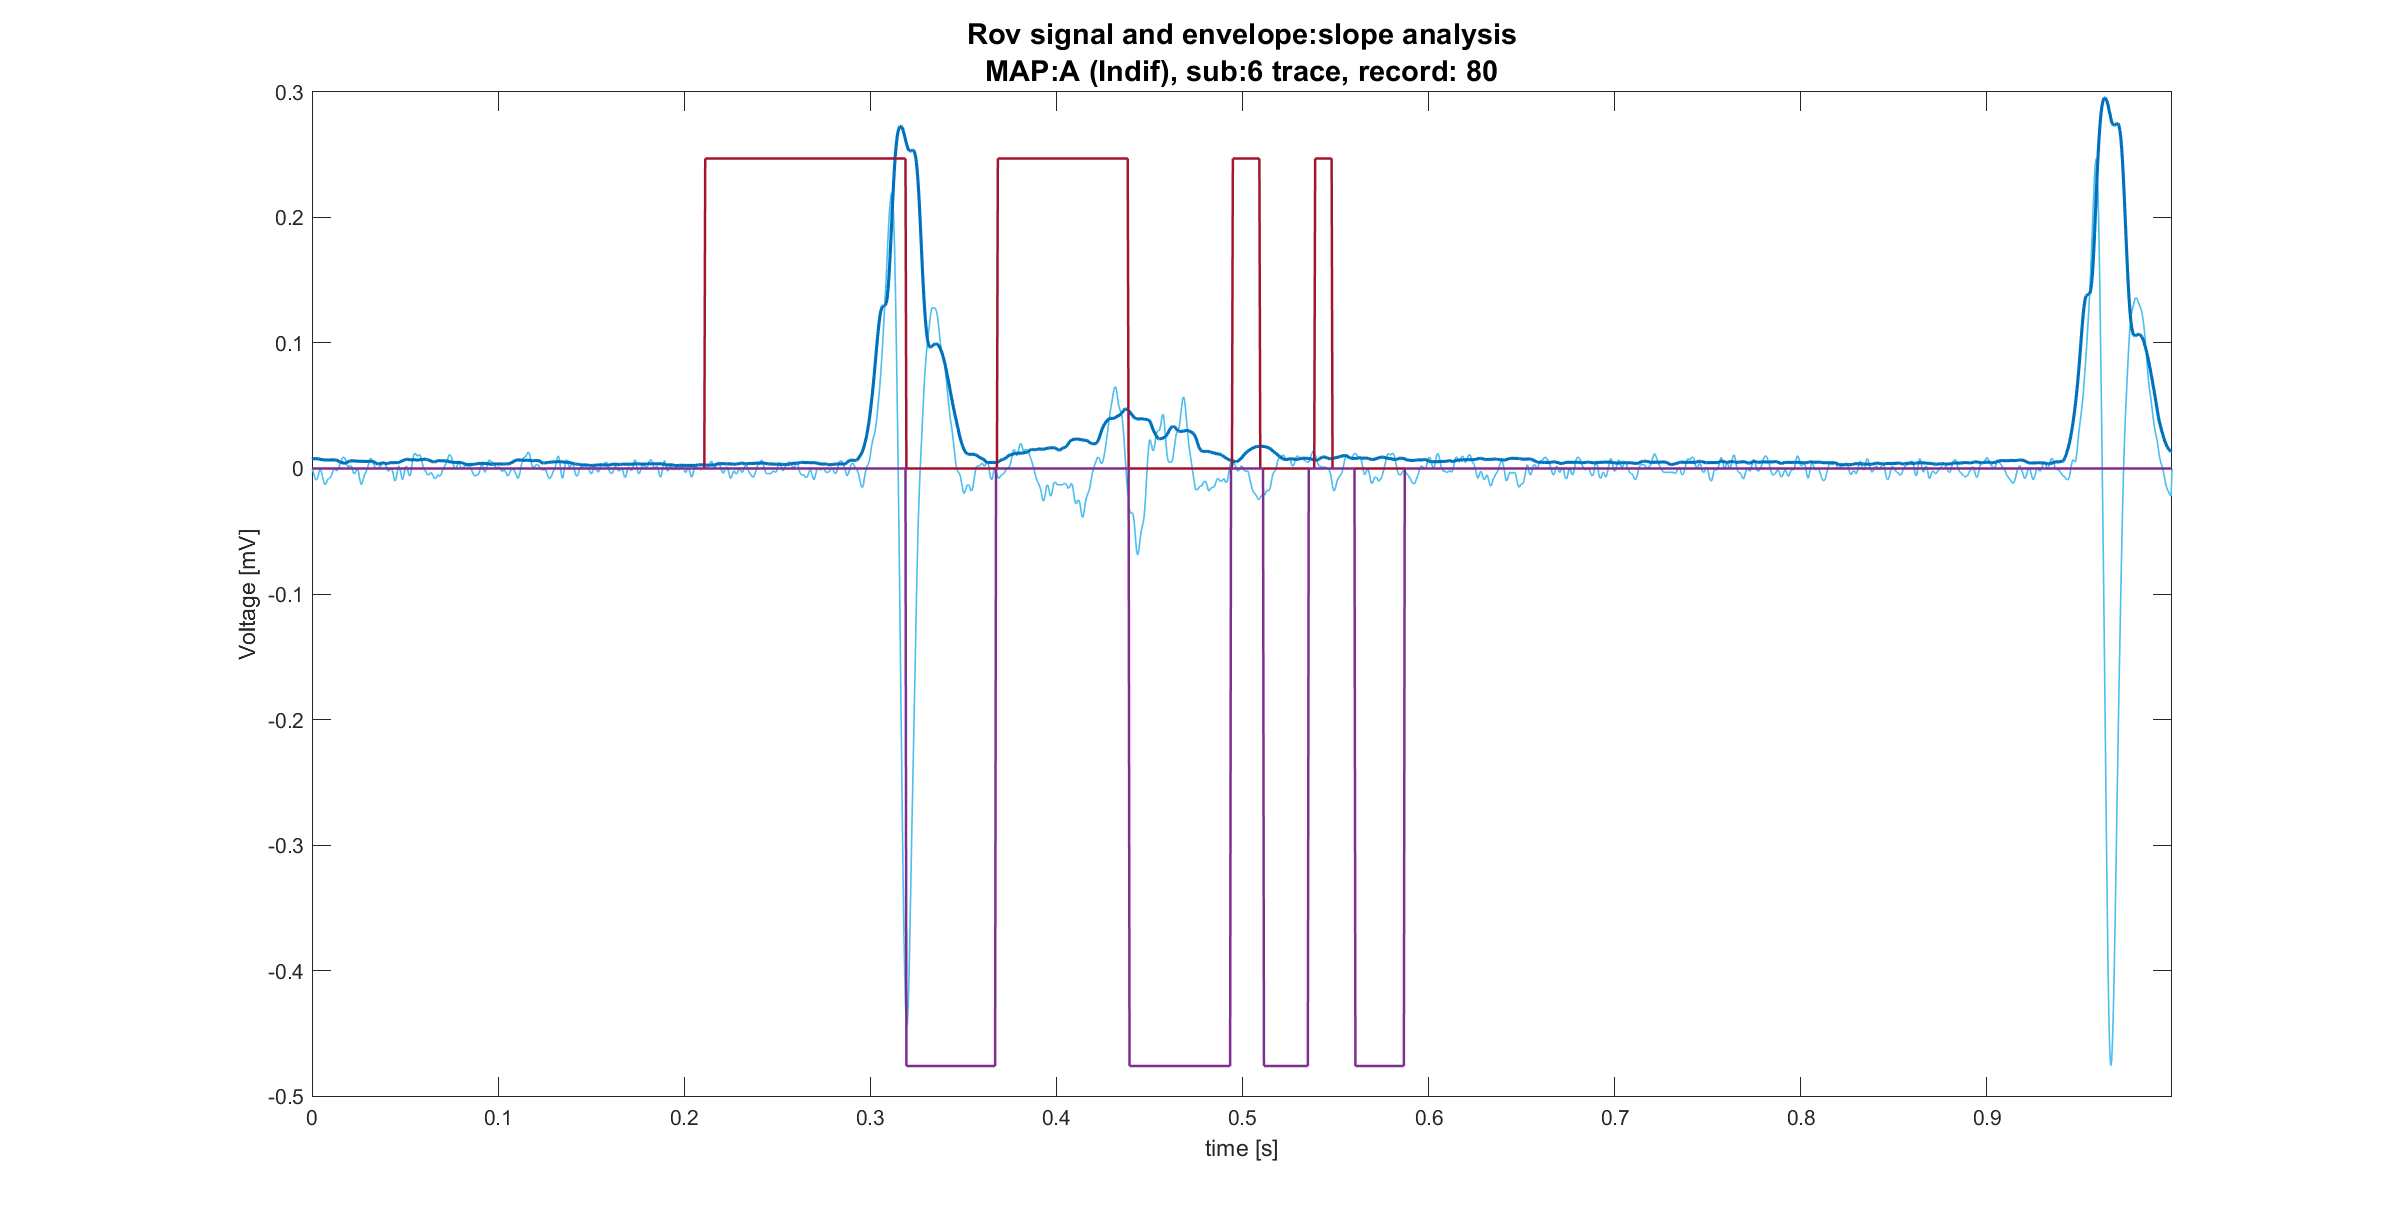 Rov signal and envelope:slope analysis
MAP:A (Indif), sub:6 trace, record: 80
0.3
0.2
0.1
0
-0.1
-0.2
-0.3
-0.4
-0.5
Voltage [mV]
0 0.1 0.2 0.3 0.4 0.5 0.6 0.7 0.8 0.9
time [s]